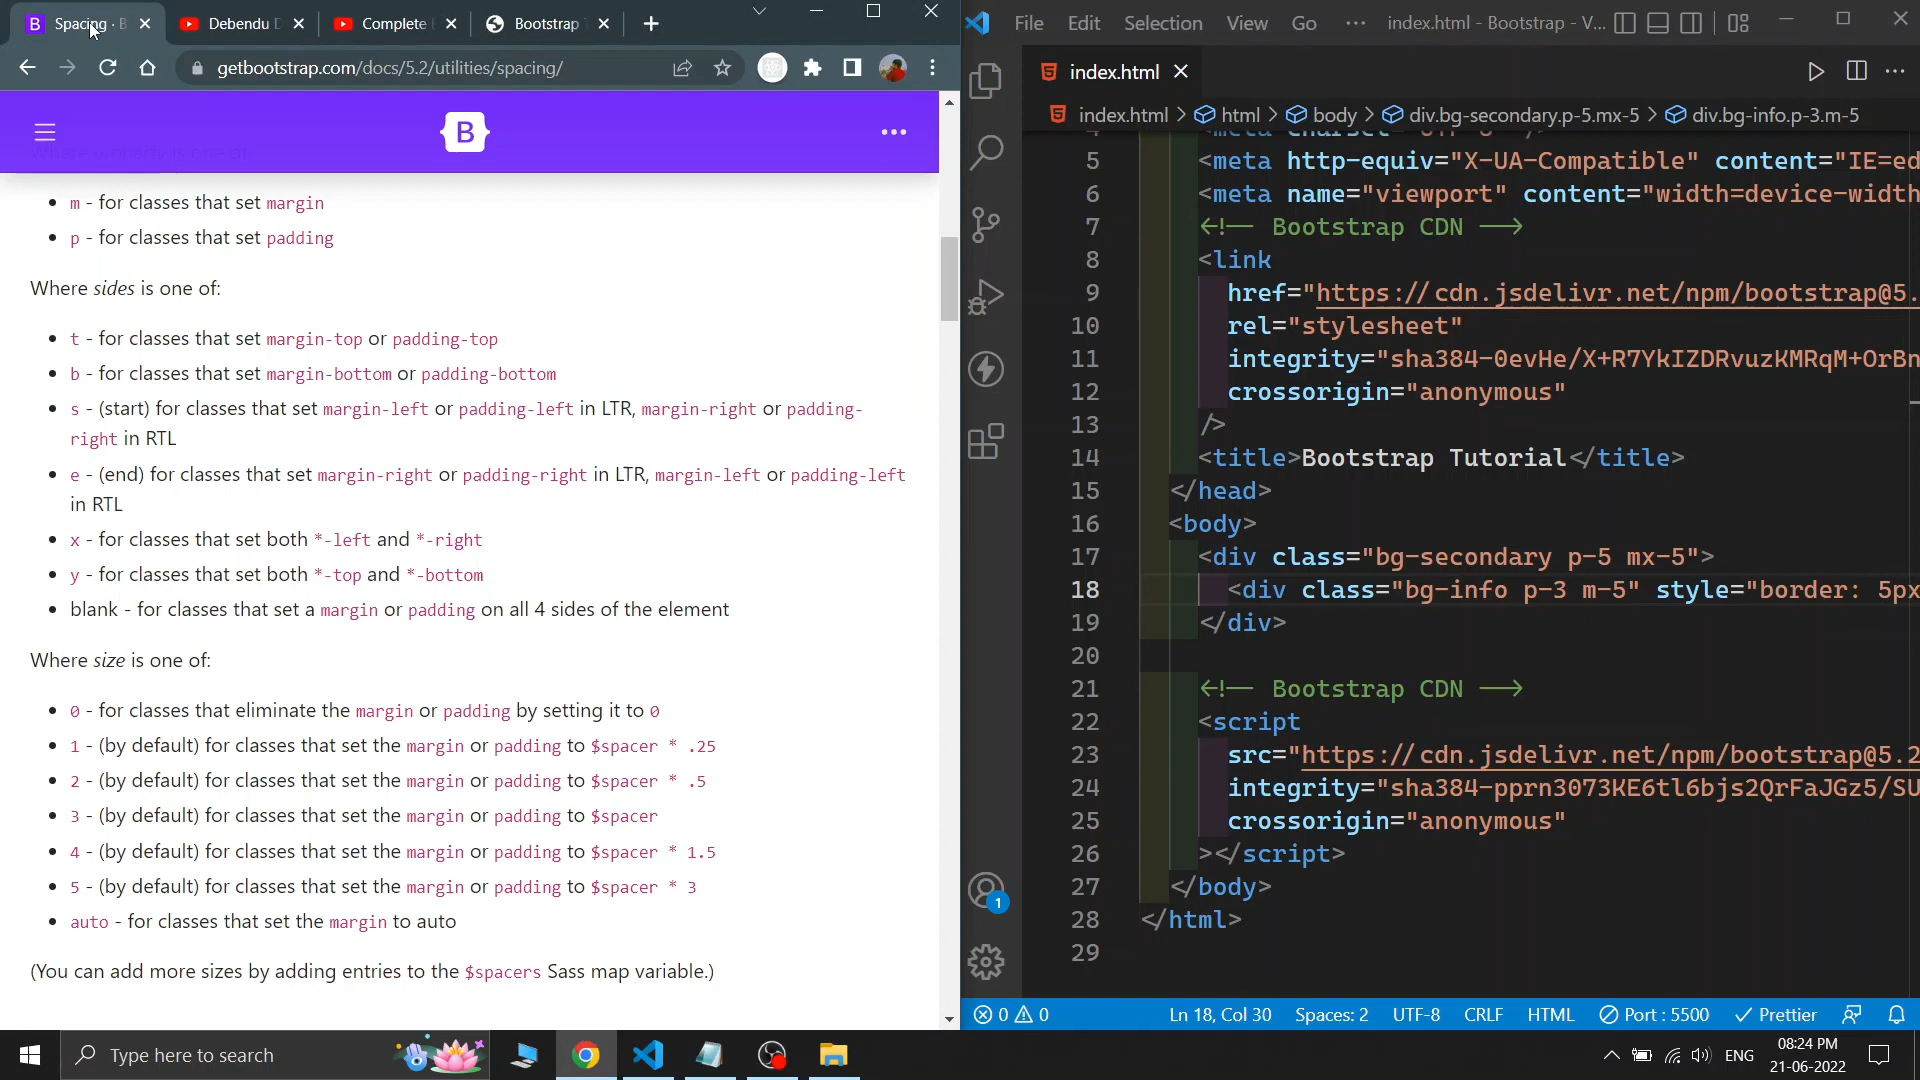 Spacing · B
Debendu D
Complete
Bootstrap T
File Edit Selection View Go ··· index.html - Bootstrap - V...
getbootstrap.com/docs/5.2/utilities/spacing/
index.html
index.html > html > body > div.bg-secondary.p-5.mx-5 > div.bg-info.p-3.m-5
B
Where property is one of:
m - for classes that set margin
p - for classes that set padding
Where sides is one of:
t - for classes that set margin-top or padding-top
b - for classes that set margin-bottom or padding-bottom
s - (start) for classes that set margin-left or padding-left in LTR, margin-right or padding-
right in RTL
e - (end) for classes that set margin-right or padding-right in LTR, margin-left or padding-left
in RTL
x - for classes that set both *-left and *-right
y - for classes that set both *-top and *-bottom
blank - for classes that set a margin or padding on all 4 sides of the element
Where size is one of:
0 - for classes that eliminate the margin or padding by setting it to 0
1 - (by default) for classes that set the margin or padding to $spacer * .25
2 - (by default) for classes that set the margin or padding to $spacer * .5
3 - (by default) for classes that set the margin or padding to $spacer
4 - (by default) for classes that set the margin or padding to $spacer * 1.5
5 - (by default) for classes that set the margin or padding to $spacer * 3
auto - for classes that set the margin to auto
(You can add more sizes by adding entries to the $spacers Sass map variable.)
4 <meta charset="UTF-8" />
5 <meta http-equiv="X-UA-Compatible" content="IE=ed
6 <meta name="viewport" content="width=device-width
7 <!-- Bootstrap CDN -->
8 <link
9 href="https://cdn.jsdelivr.net/npm/bootstrap@5.
10 rel="stylesheet"
11 integrity="sha384-0evHe/X+R7YkIZDRvuzKMRqM+OrBn
12 crossorigin="anonymous"
13 />
14 <title>Bootstrap Tutorial</title>
15 </head>
16 <body>
17 <div class="bg-secondary p-5 mx-5">
18 <div class="bg-info p-3 m-5" style="border: 5px
19 </div>
20
21 <!-- Bootstrap CDN -->
22 <script
23 src="https://cdn.jsdelivr.net/npm/bootstrap@5.2
24 integrity="sha384-pprn3073KE6tl6bjs2QrFaJGz5/SU
25 crossorigin="anonymous"
26 ></script>
27 </body>
28 </html>
29
1
0 0 Ln 18, Col 30 Spaces: 2 UTF-8 CRLF HTML Port : 5500 Prettier
Type here to search
ENG
08:24 PM
21-06-2022